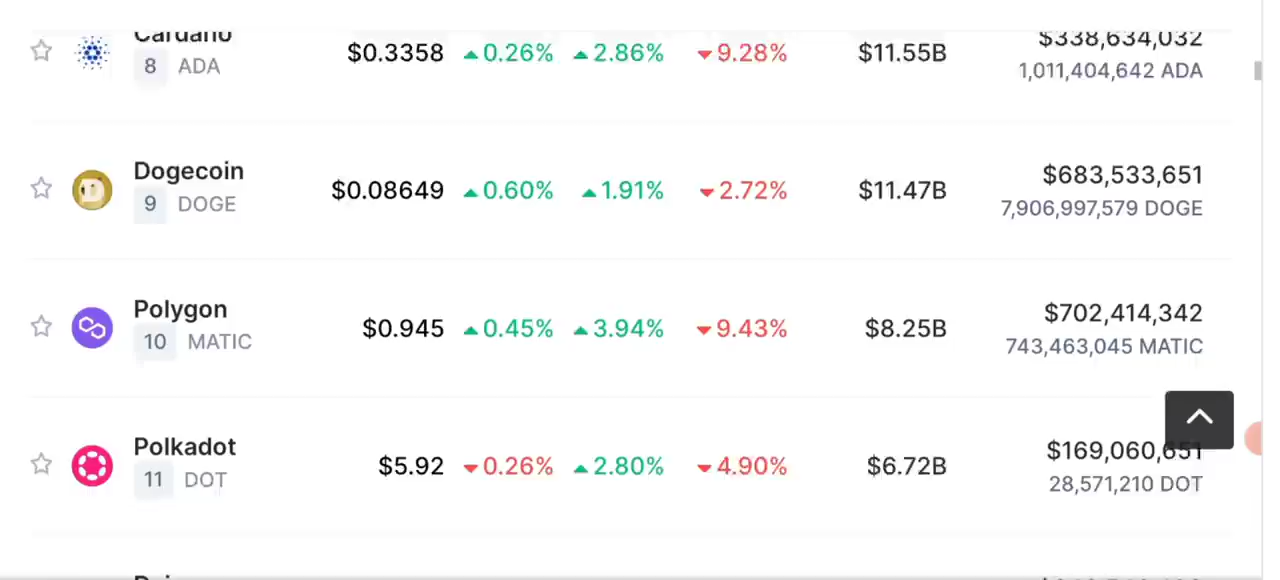 Cardano $0.3358 0.26% 2.86% 9.28% $11.55B $338,634,032
8 ADA 1,011,404,642 ADA
Dogecoin $0.08649 0.60% 1.91% 2.72% $11.47B $683,533,651
9 DOGE 7,906,997,579 DOGE
Polygon $0.945 0.45% 3.94% 9.43% $8.25B $702,414,342
10 MATIC 743,463,045 MATIC
Polkadot $5.92 0.26% 2.80% 4.90% $6.72B $169,060,651
11 DOT 28,571,210 DOT